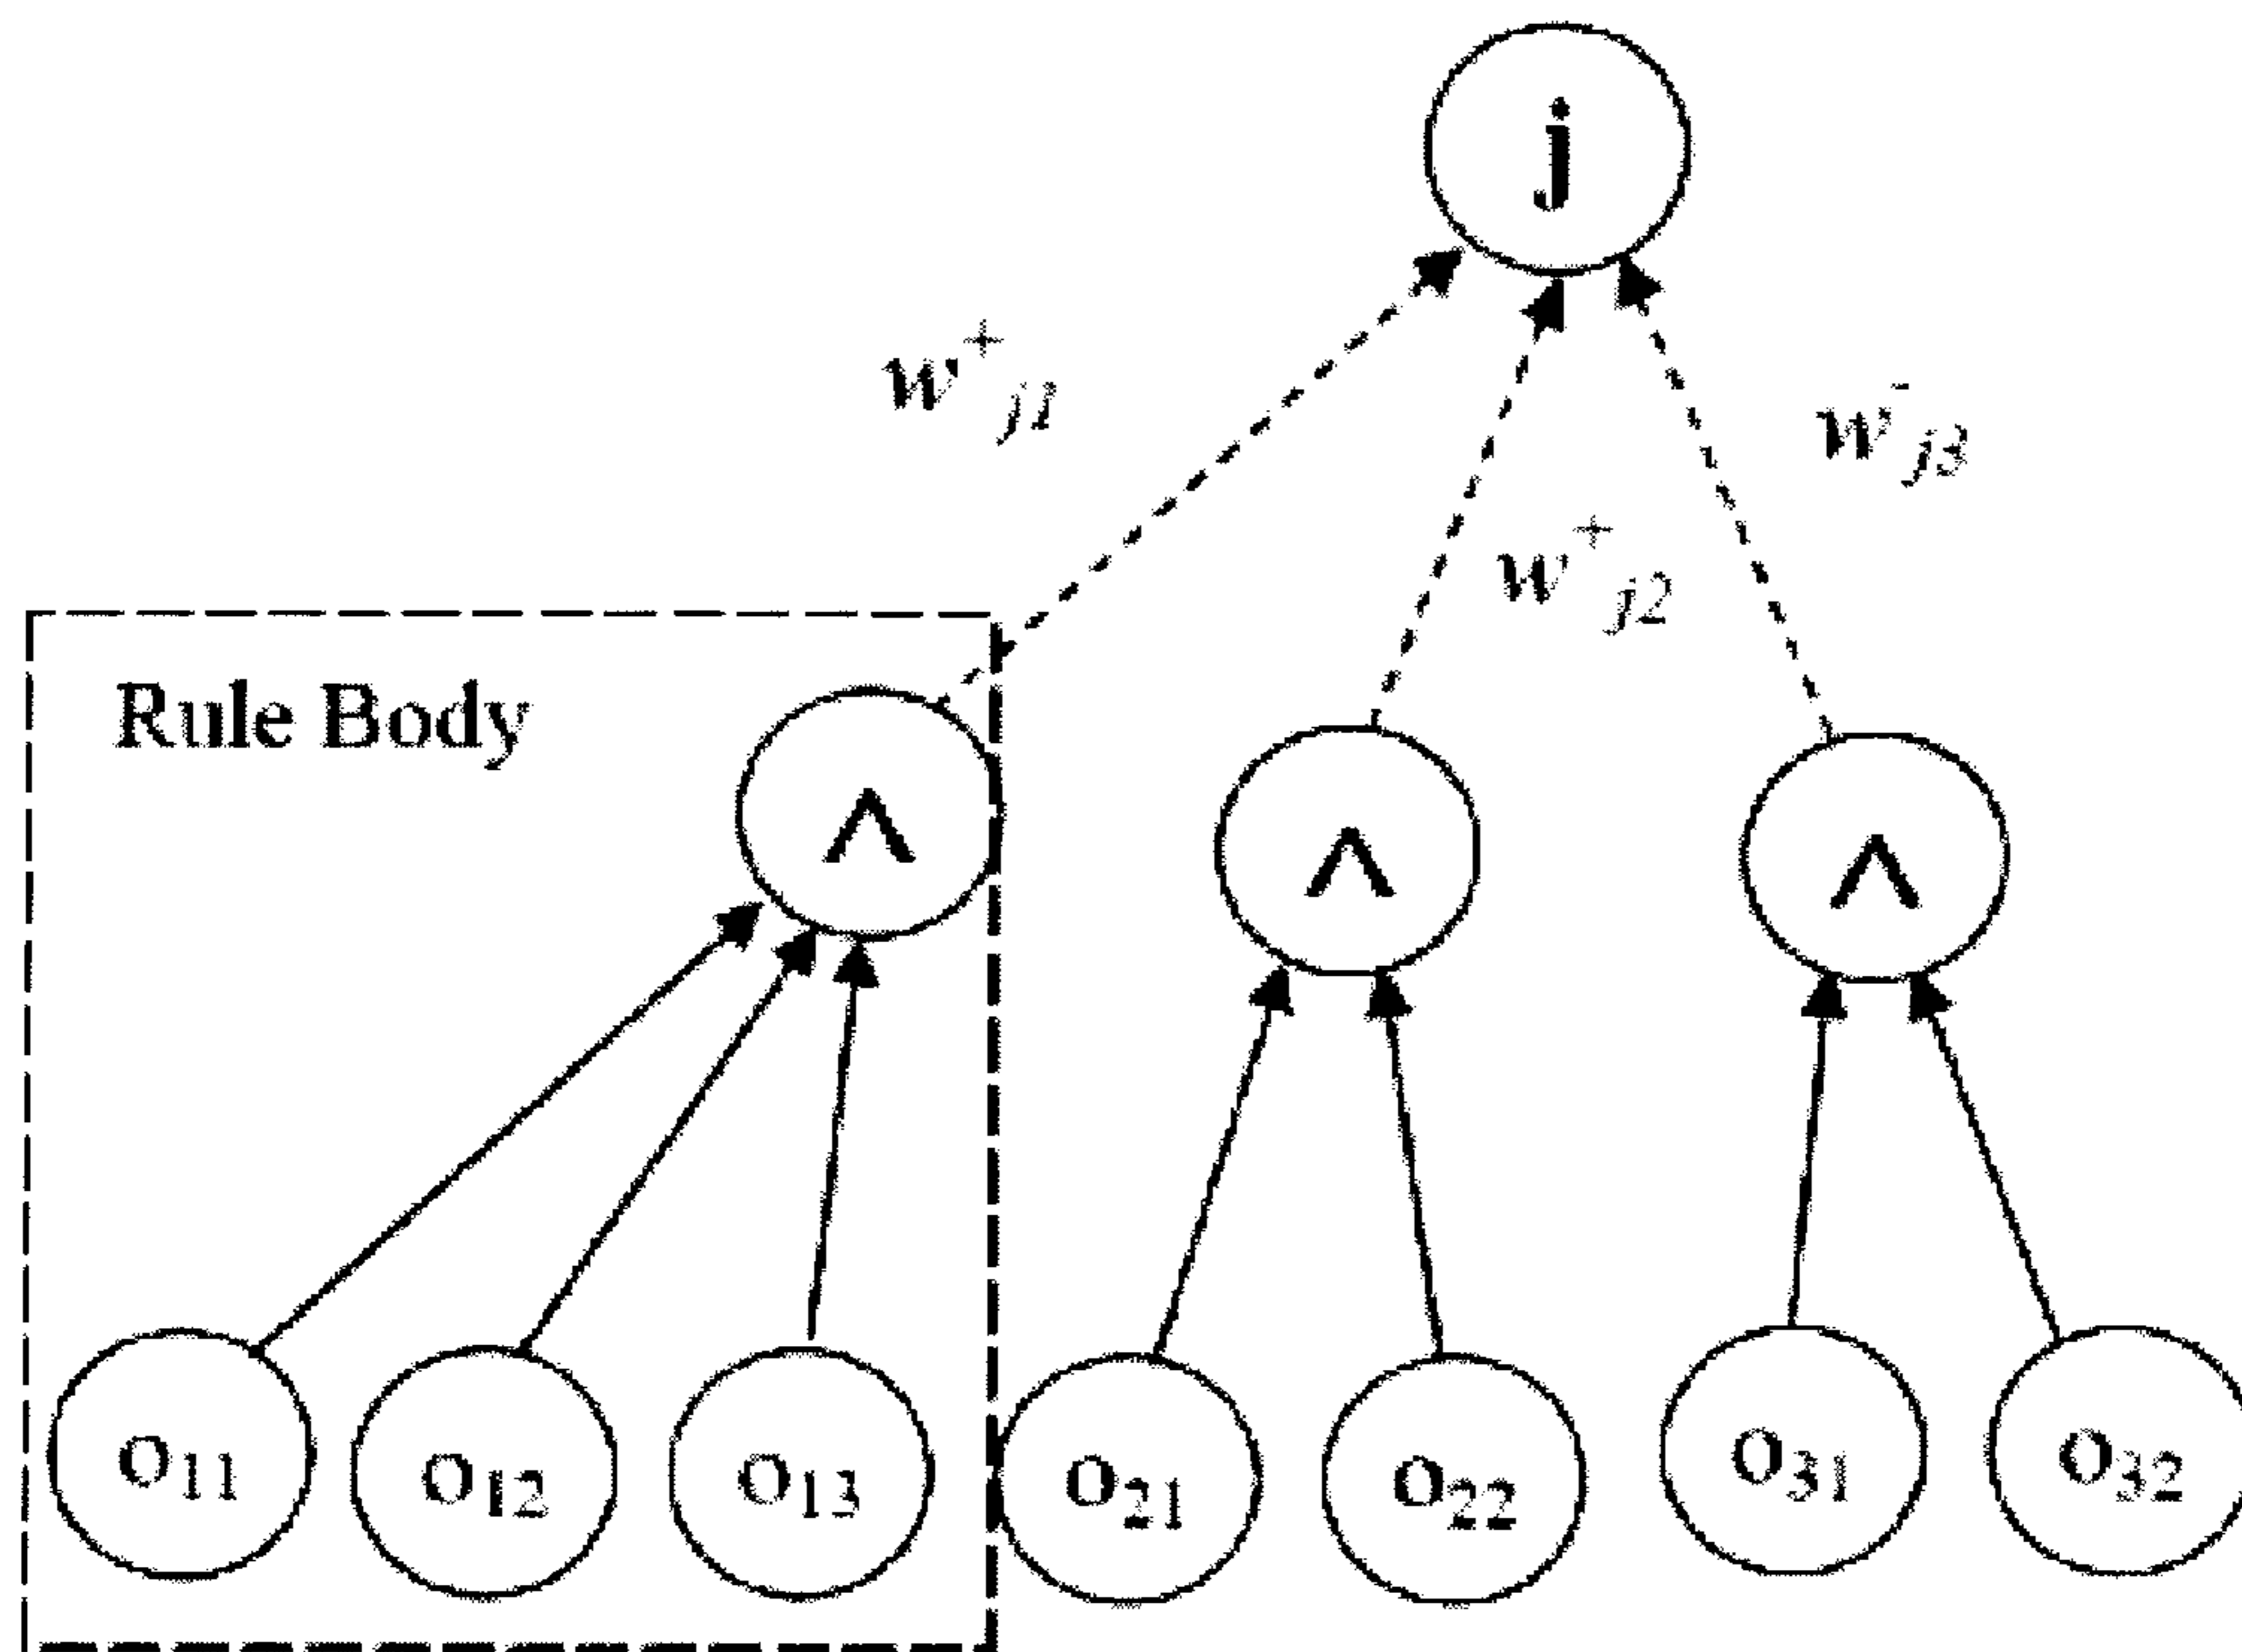 j
w⁺j1
w⁻j3
w⁺j2
Rule Body
∧ ∧ ∧
o₁₁ o₁₂ o₁₃ o₂₁ o₂₂ o₃₁ o₃₂